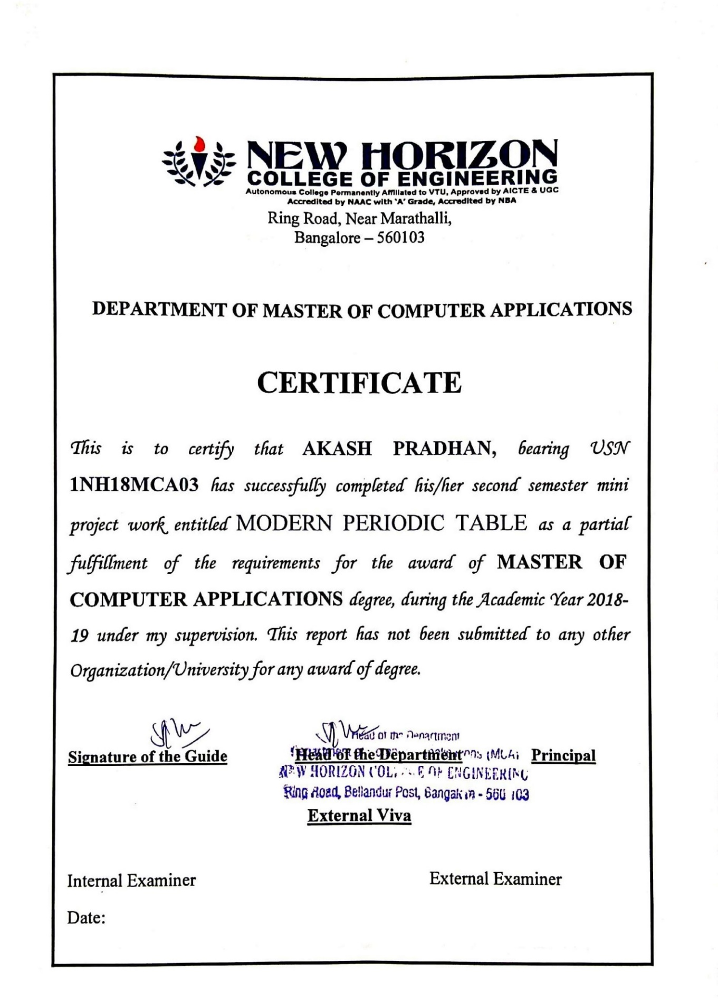 NEW HORIZON
COLLEGE OF ENGINEERING
Autonomous College Permanently Affiliated to VTU, Approved by AICTE & UGC
Accredited by NAAC with 'A' Grade, Accredited by NBA
Ring Road, Near Marathalli,
Bangalore – 560103
DEPARTMENT OF MASTER OF COMPUTER APPLICATIONS
CERTIFICATE
This is to certify that AKASH PRADHAN, bearing USN
1NH18MCA03 has successfully completed his/her second semester mini
project work entitled MODERN PERIODIC TABLE as a partial
fulfillment of the requirements for the award of MASTER OF
COMPUTER APPLICATIONS degree, during the Academic Year 2018-
19 under my supervision. This report has not been submitted to any other
Organization/University for any award of degree.
Head of the Department
Signature of the Guide Head of the Department (MCA) Principal
NEW HORIZON COLLEGE OF ENGINEERING
Ring Road, Bellandur Post, Bangalore - 560 103
External Viva
Internal Examiner External Examiner
Date: